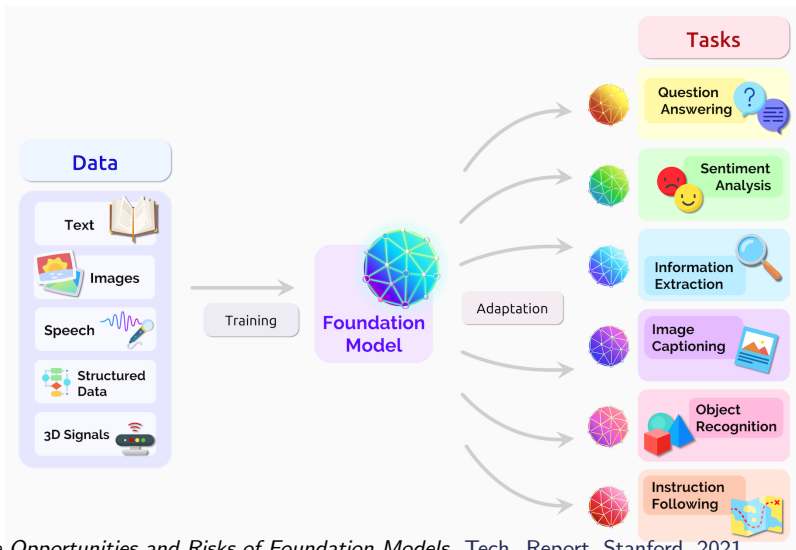 Tasks
Question
Answering
?
Data
Sentiment
Analysis
Text
Images
Information
Extraction
Training
Foundation
Model
Adaptation
Speech
Image
Captioning
Structured
Data
Object
Recognition
3D Signals
Instruction
Following
Opportunities and Risks of Foundation Models. Tech. Report, Stanford, 2021